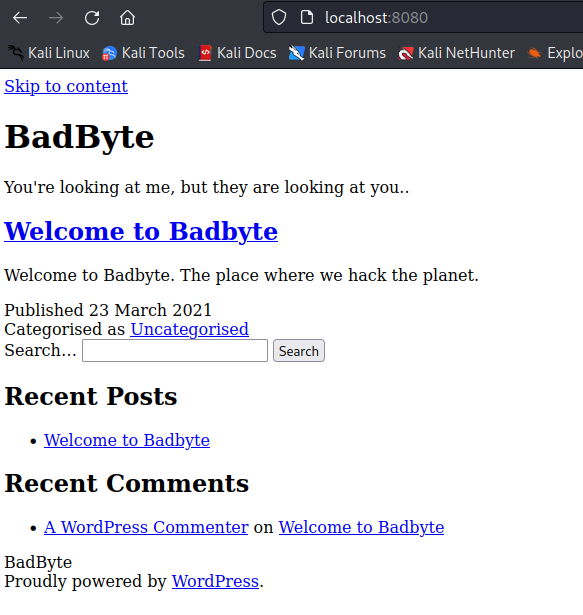 localhost:8080
Kali Linux Kali Tools Kali Docs Kali Forums Kali NetHunter Explo
Skip to content
BadByte
You're looking at me, but they are looking at you..
Welcome to Badbyte
Welcome to Badbyte. The place where we hack the planet.
Published 23 March 2021
Categorised as Uncategorised
Search… Search
Recent Posts
• Welcome to Badbyte
Recent Comments
• A WordPress Commenter on Welcome to Badbyte
BadByte
Proudly powered by WordPress.